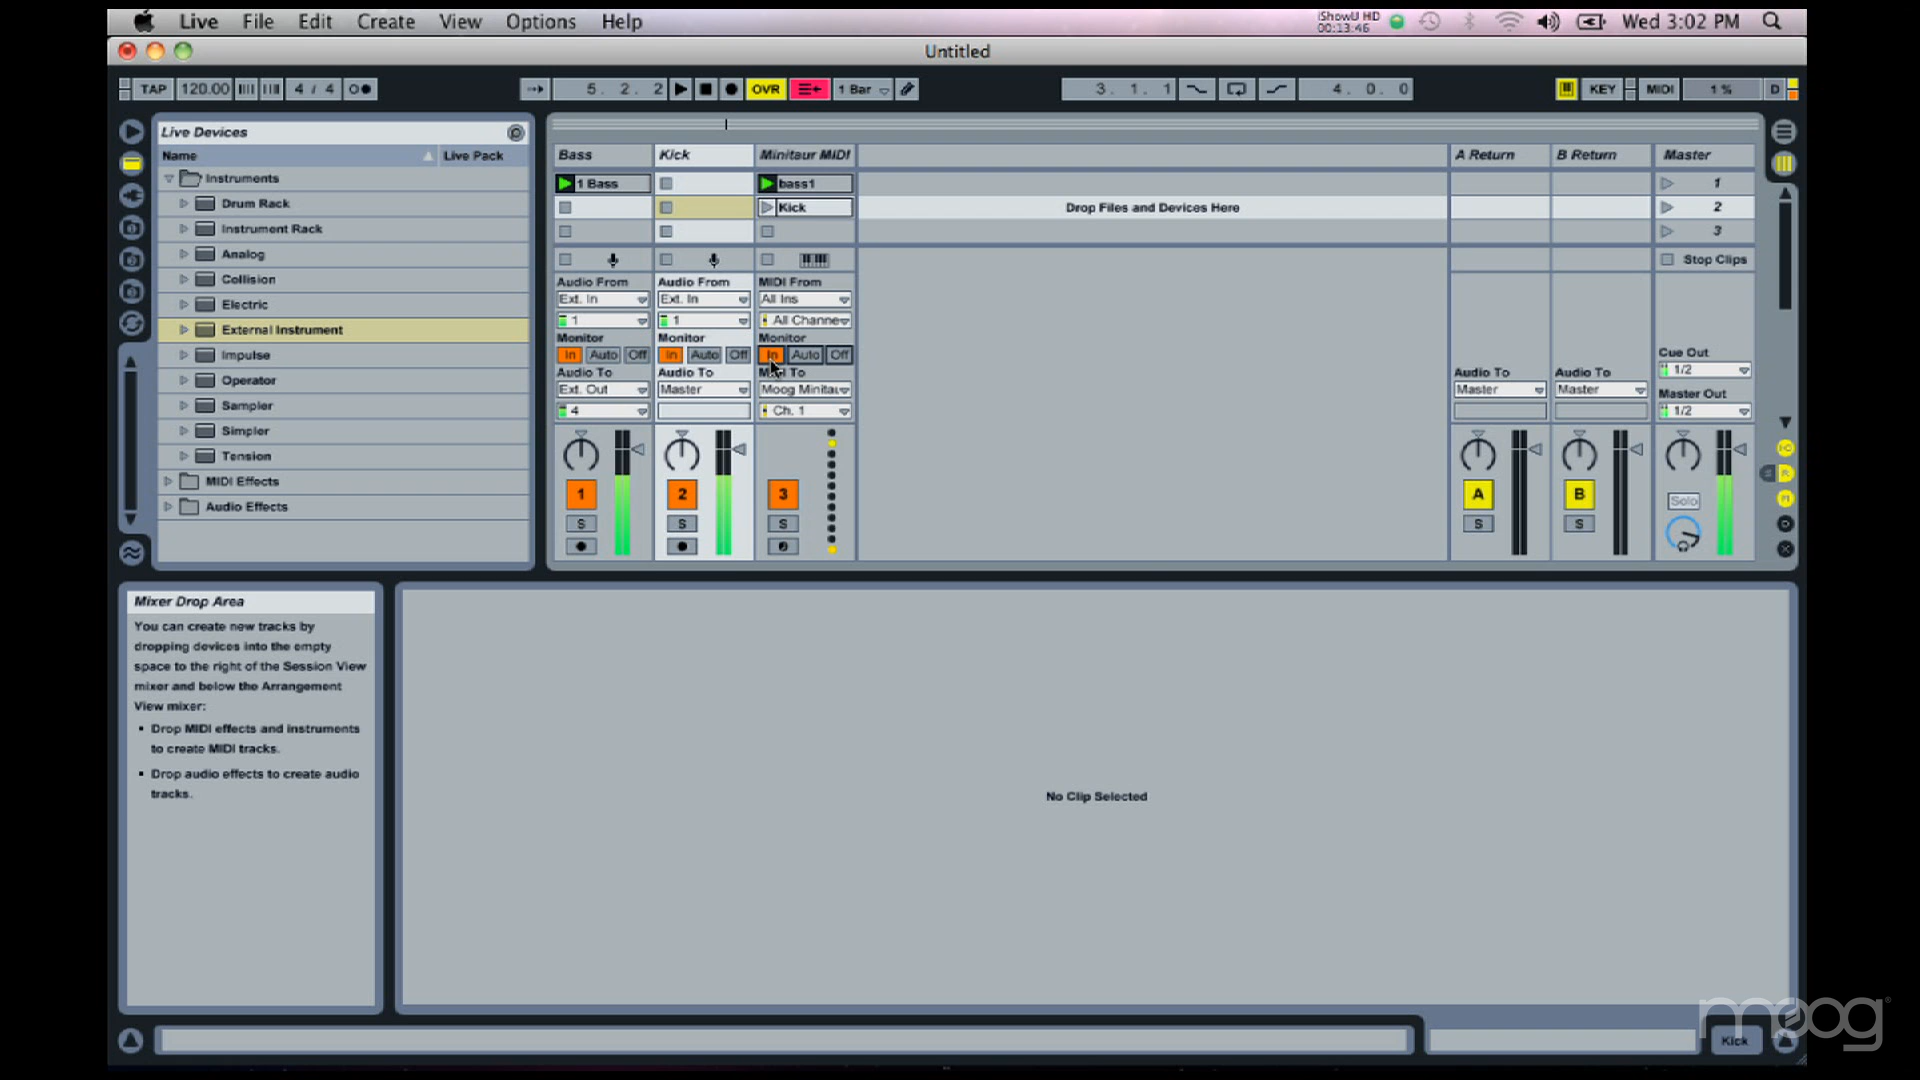 Live File Edit Create View Options Help iShowU HD 00:13:46 Wed 3:02 PM
Untitled
TAP 120.00 4 / 4 5. 2. 2 OVR 1 Bar 3. 1. 1 4. 0. 0 KEY MIDI 1 % D
Live Devices
Name Live Pack
Instruments
Drum Rack
Instrument Rack
Analog
Collision
Electric
External Instrument
Impulse
Operator
Sampler
Simpler
Tension
MIDI Effects
Audio Effects
Bass Kick Minitaur MIDI A Return B Return Master
1 Bass bass1 1
Kick Drop Files and Devices Here 2
3
Stop Clips
Audio From Audio From MIDI From
Ext. In Ext. In All Ins
1 1 All Channe
Monitor Monitor Monitor
In Auto Off In Auto Off In Auto Off Cue Out
1/2
Audio To Audio To To Audio To Audio To
Ext. Out Master Moog Minitau Master Master Master Out
4 Ch. 1 1/2
1 2 3 A B Solo
S S S S S
Mixer Drop Area
You can create new tracks by
dropping devices into the empty
space to the right of the Session View
mixer and below the Arrangement
View mixer:
• Drop MIDI effects and instruments
to create MIDI tracks.
• Drop audio effects to create audio
tracks.
No Clip Selected
moog
Kick